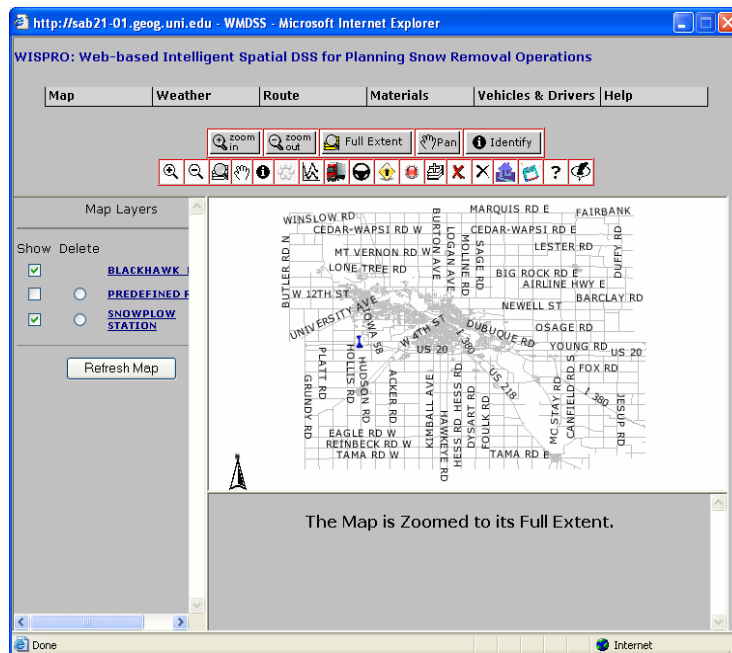 http://sab21-01.geog.uni.edu - WMDSS - Microsoft Internet Explorer
WISPRO: Web-based Intelligent Spatial DSS for Planning Snow Removal Operations
Map Weather Route Materials Vehicles & Drivers Help
zoom in zoom out Full Extent Pan Identify
Map Layers
Show Delete
BLACKHAWK_
PREDEFINED
SNOWPLOW
STATION
Refresh Map
MARQUIS RD E
FAIRBANK
WINSLOW RD
CEDAR-WAPSI RD W
CEDAR-WAPSI RD E
BUTLER RD N
BURTON AVE
LOGAN AVE
MOLINE RD
SAGE RD
LESTER RD
DUFFY RD
MT VERNON RD W
LONE TREE RD
BIG ROCK RD E
AIRLINE HWY E
W 12TH ST
BARCLAY RD
NEWELL ST
UNIVERSITY AVE
IOWA 58
W 4TH ST
DUBUQUE RD
OSAGE RD
I 380
YOUNG RD
US 20
US 20
FOX RD
PLATT RD
HOLLIS RD
HUDSON RD
GRUNDY RD
ACKER RD
KIMBALL AVE
HAWKEYE RD
HESS RD
HESS RD
DYSART RD
FOULK RD
US 218
MC STAY RD
CANFIELD RD S
I 380
JESUP RD
EAGLE RD W
REINBECK RD W
TAMA RD W
TAMA RD E
The Map is Zoomed to its Full Extent.
Done
Internet